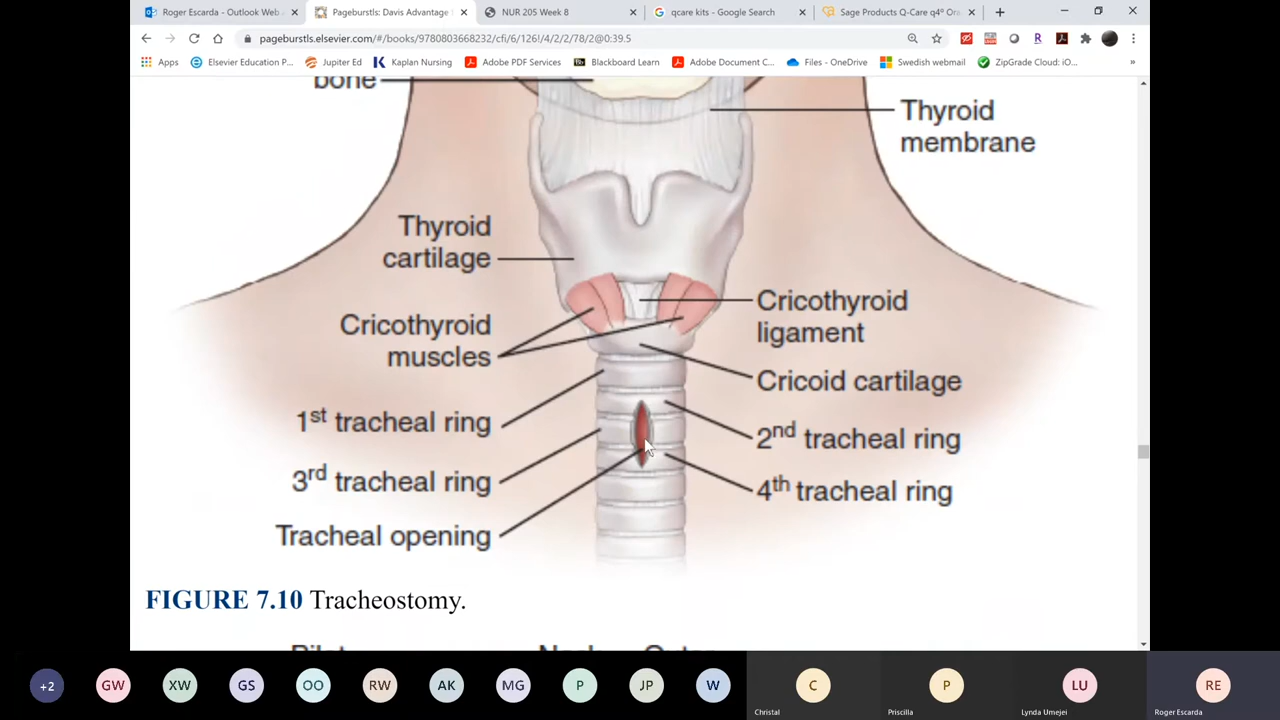 Roger Escarda - Outlook Web
Pageburstls: Davis Advantage
NUR 205 Week 8
qcare kits - Google Search
Sage Products Q-Care q4° Ora
pageburstls.elsevier.com/#/books/9780803668232/cfi/6/126!/4/2/2/78/2@0:39.5
Apps
Elsevier Education P...
Jupiter Ed
Kaplan Nursing
Adobe PDF Services
Blackboard Learn
Adobe Document C...
Files - OneDrive
Swedish webmail
ZipGrade Cloud: iO...
bone
Thyroid
membrane
Thyroid
cartilage
Cricothyroid
ligament
Cricothyroid
muscles
Cricoid cartilage
1st tracheal ring
2nd tracheal ring
3rd tracheal ring
4th tracheal ring
Tracheal opening
FIGURE 7.10 Tracheostomy.
+2
GW
XW
GS
OO
RW
AK
MG
P
JP
W
C
Christal
P
Priscilla
LU
Lynda Umejei
RE
Roger Escarda